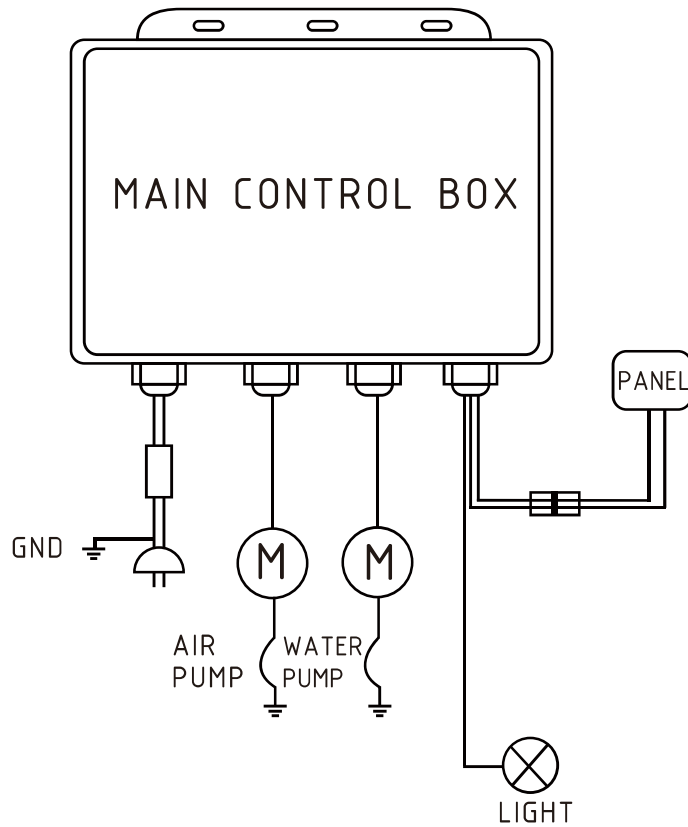 MAIN CONTROL BOX
PANEL
GND
M
M
AIR
PUMP
WATER
PUMP
LIGHT